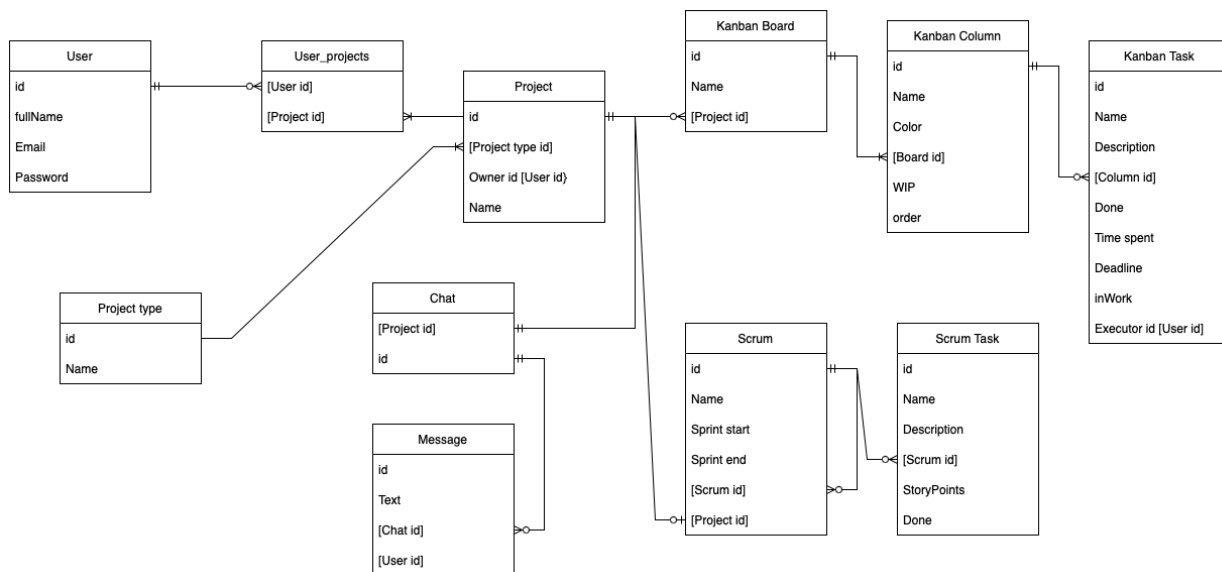 User
id
fullName
Email
Password
User_projects
[User id]
[Project id]
Project
id
[Project type id]
Owner id [User id}
Name
Kanban Board
id
Name
[Project id]
Kanban Column
id
Name
Color
[Board id]
WIP
order
Kanban Task
id
Name
Description
[Column id]
Done
Time spent
Deadline
inWork
Executor id [User id]
Project type
id
Name
Chat
[Project id]
id
Message
id
Text
[Chat id]
[User id]
Scrum
id
Name
Sprint start
Sprint end
[Scrum id]
[Project id]
Scrum Task
id
Name
Description
[Scrum id]
StoryPoints
Done